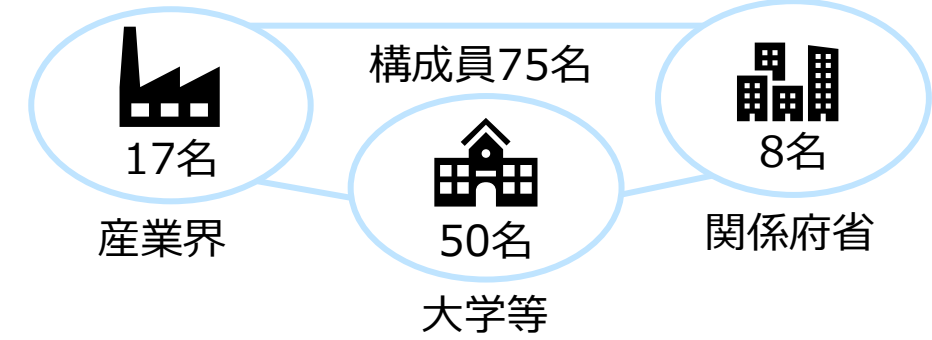 構成員75名
17名
産業界
50名
大学等
8名
関係府省